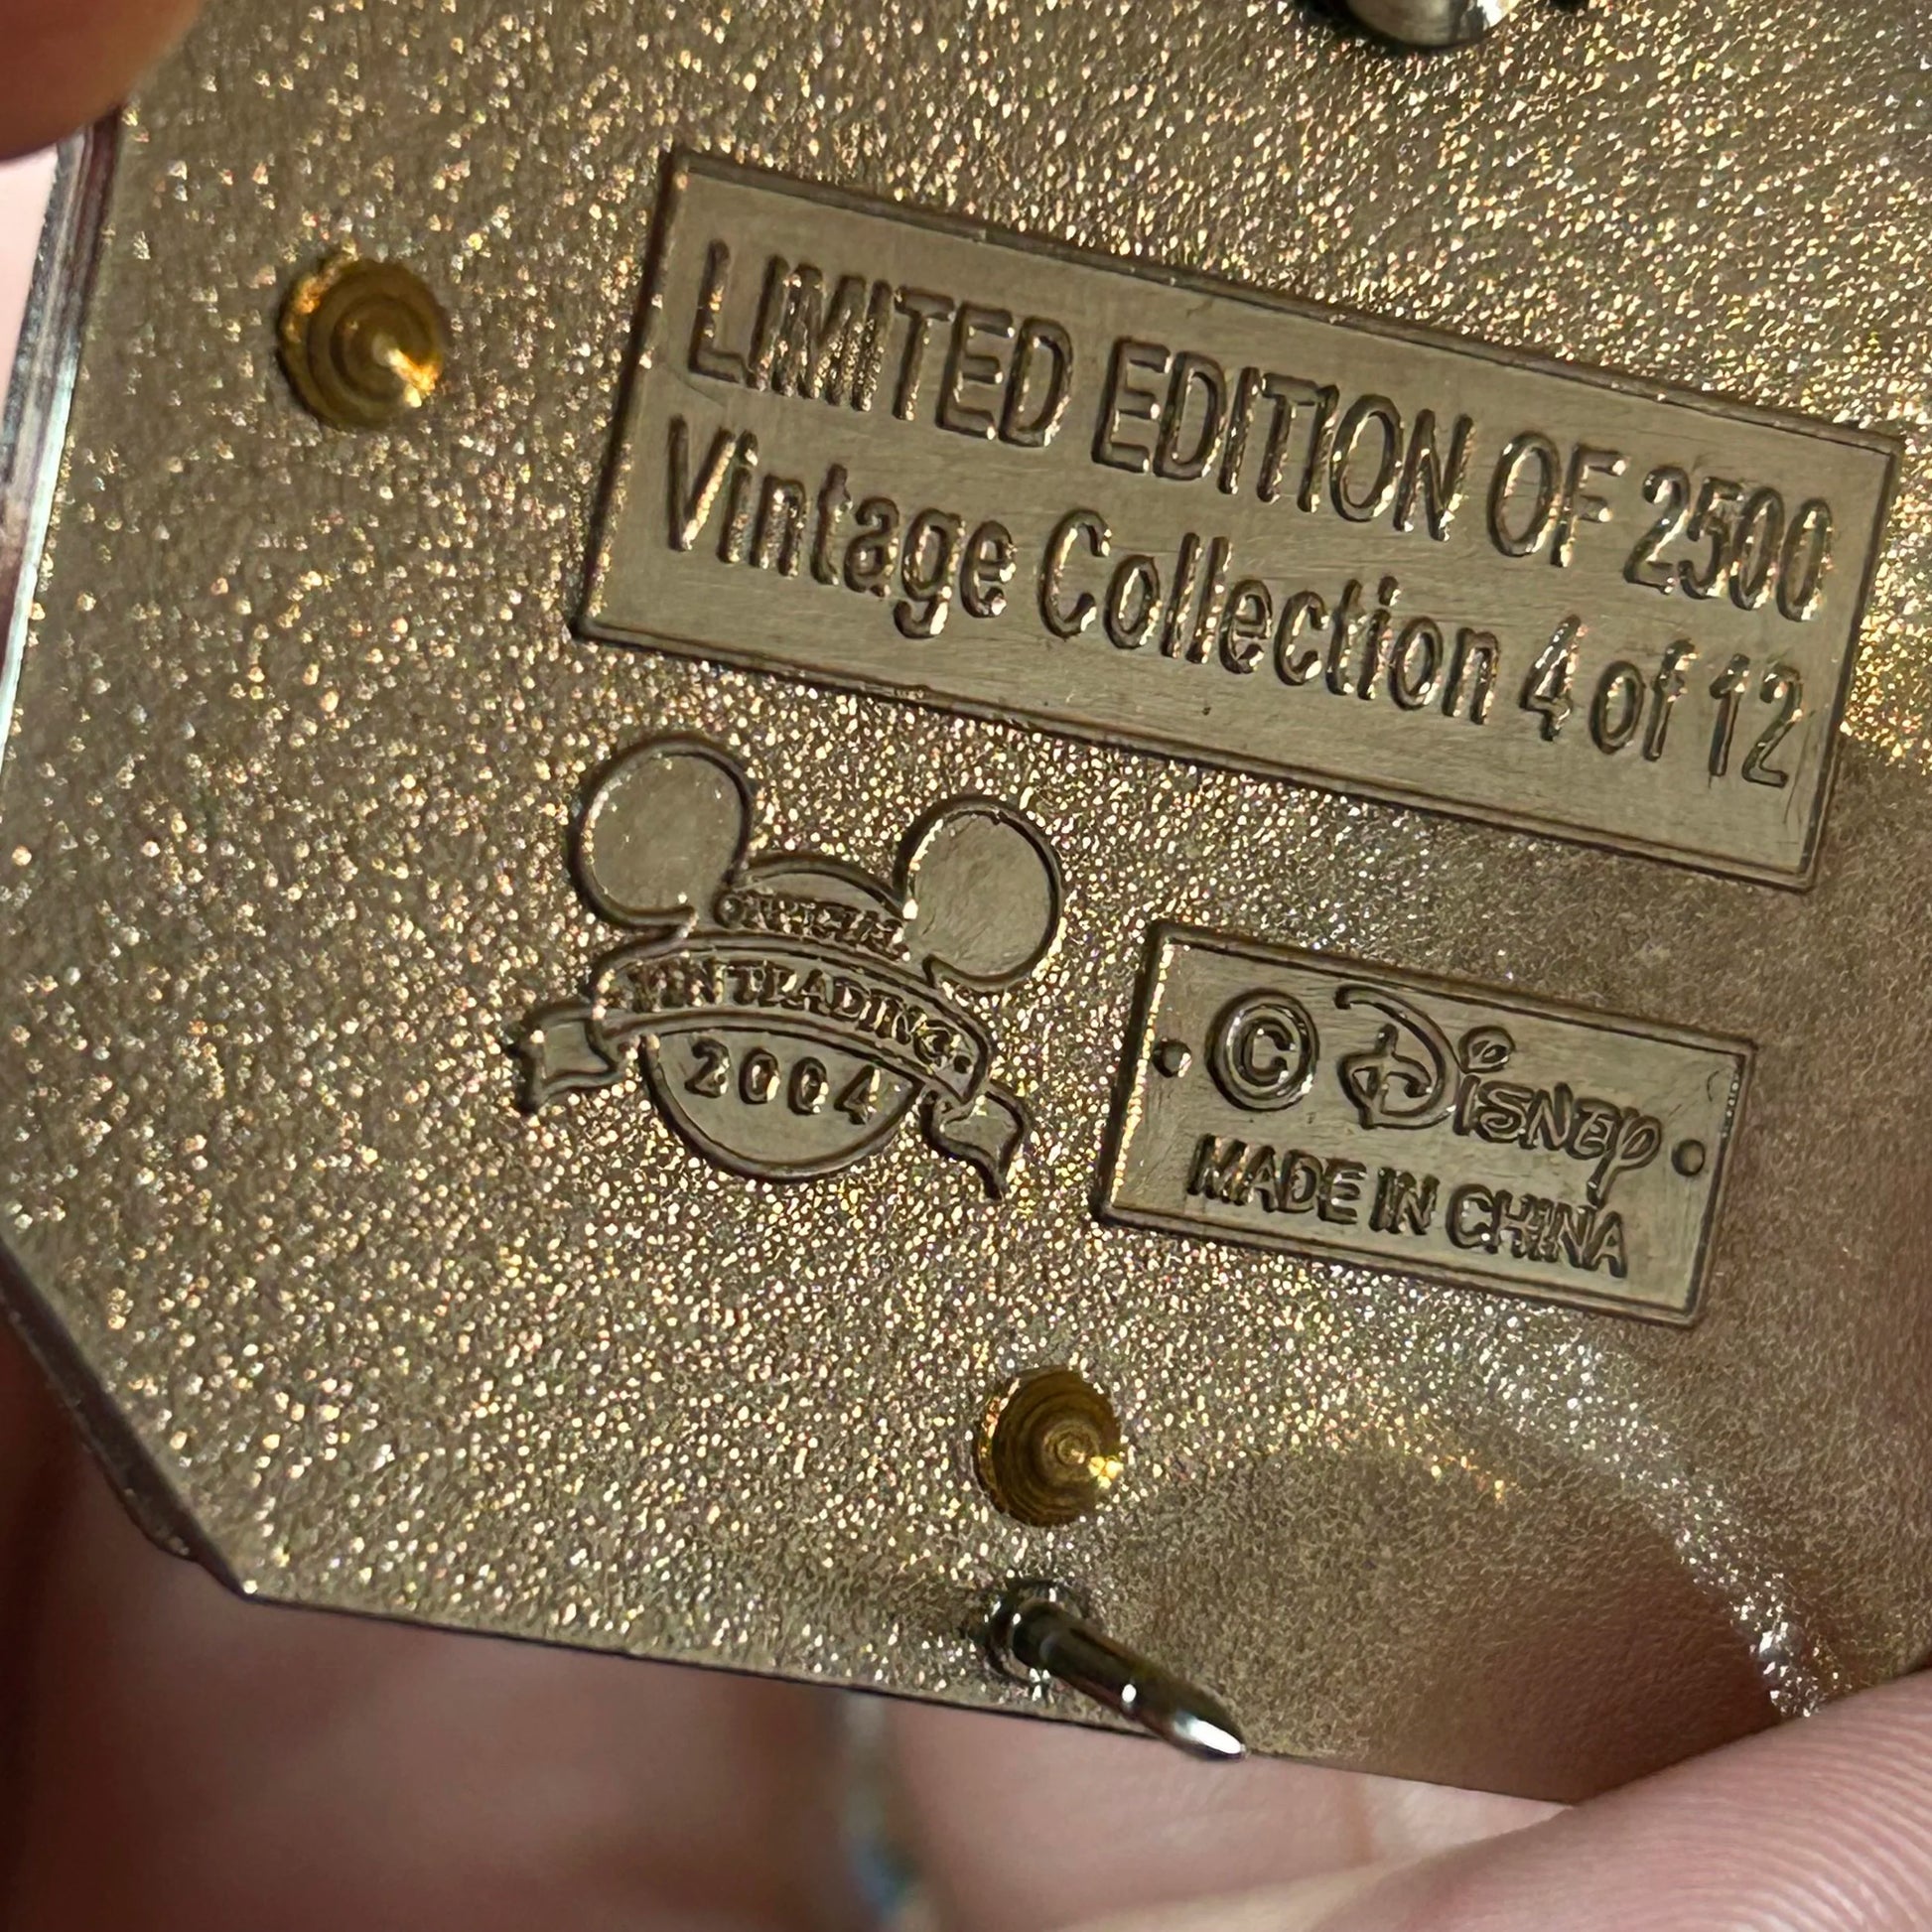 LIMITED EDITION OF 2500
Vintage Collection 4 of 12
OFFICIAL
·PIN TRADING·
2004
© Disney
MADE IN CHINA